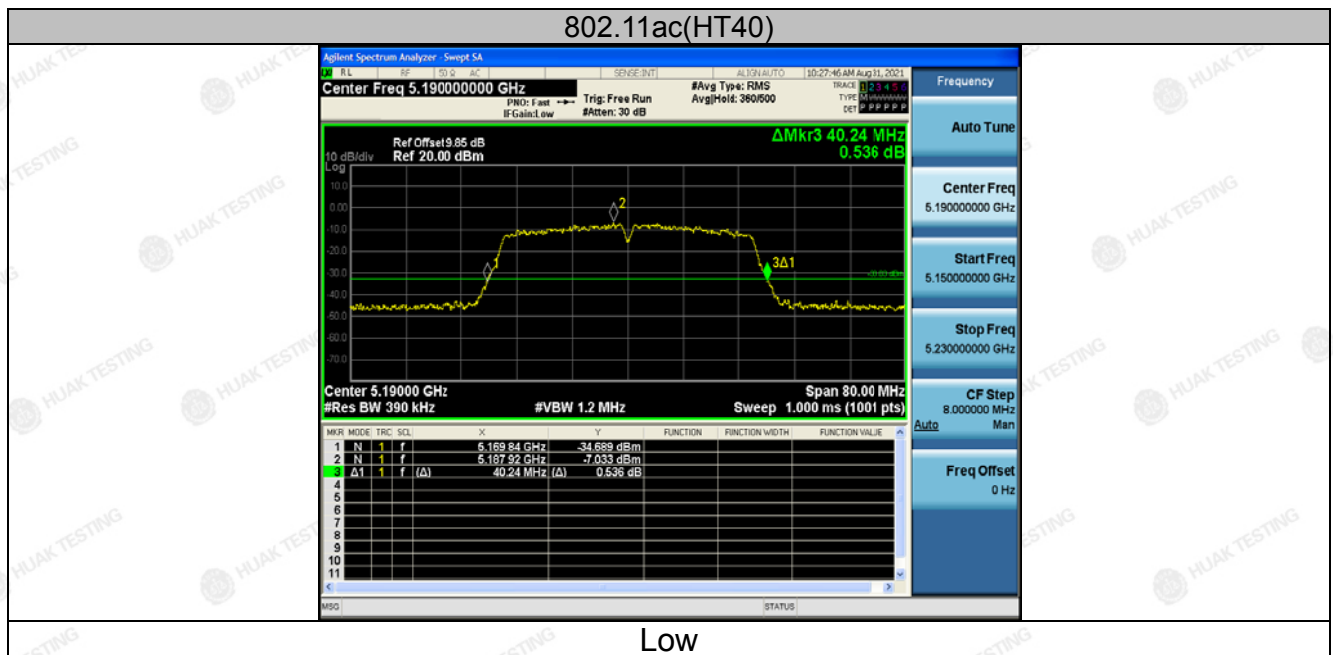 802.11ac(HT40)
Agilent Spectrum Analyzer - Swept SA
RL RF 50 Ω AC SENSE:INT ALIGNAUTO 10:27:46 AM Aug 31, 2021
Center Freq 5.190000000 GHz
#Avg Type: RMS
TRACE 1 2 3 4 5 6
PNO: Fast
Trig: Free Run
Avg|Hold: 360/500
TYPE M
IFGain:Low
#Atten: 30 dB
DET P P P P P P
ΔMkr3 40.24 MHz
0.536 dB
Ref Offset 9.85 dB
10 dB/div Ref 20.00 dBm
Log
10.0
0.00
-10.0
-20.0
-30.0
-40.0
-50.0
-60.0
-70.0
2
1
3Δ1
Center 5.19000 GHz Span 80.00 MHz
#Res BW 390 kHz #VBW 1.2 MHz Sweep 1.000 ms (1001 pts)
MKR MODE TRC SCL X Y FUNCTION FUNCTION WIDTH FUNCTION VALUE
1 N 1 f 5.169 84 GHz -34.689 dBm
2 N 1 f 5.187 92 GHz -7.033 dBm
3 Δ1 1 f (Δ) 40.24 MHz (Δ) 0.536 dB
4
5
6
7
8
9
10
11
MSG STATUS
Frequency
Auto Tune
Center Freq
5.190000000 GHz
Start Freq
5.150000000 GHz
Stop Freq
5.230000000 GHz
CF Step
8.000000 MHz
Auto Man
Freq Offset
0 Hz
Low
HUAK TESTING